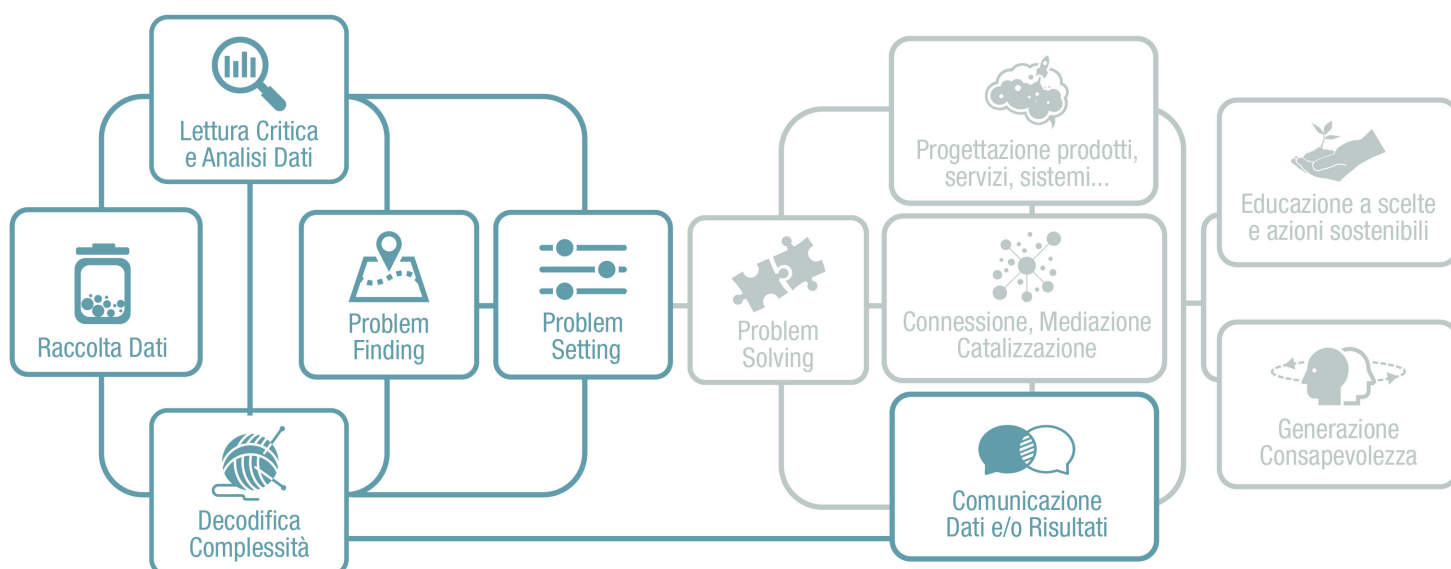 Lettura Critica
e Analisi Dati
Raccolta Dati
Decodifica
Complessità
Problem
Finding
Problem
Setting
Problem
Solving
Progettazione prodotti,
servizi, sistemi...
Connessione, Mediazione
Catalizzazione
Comunicazione
Dati e/o Risultati
Educazione a scelte
e azioni sostenibili
Generazione
Consapevolezza